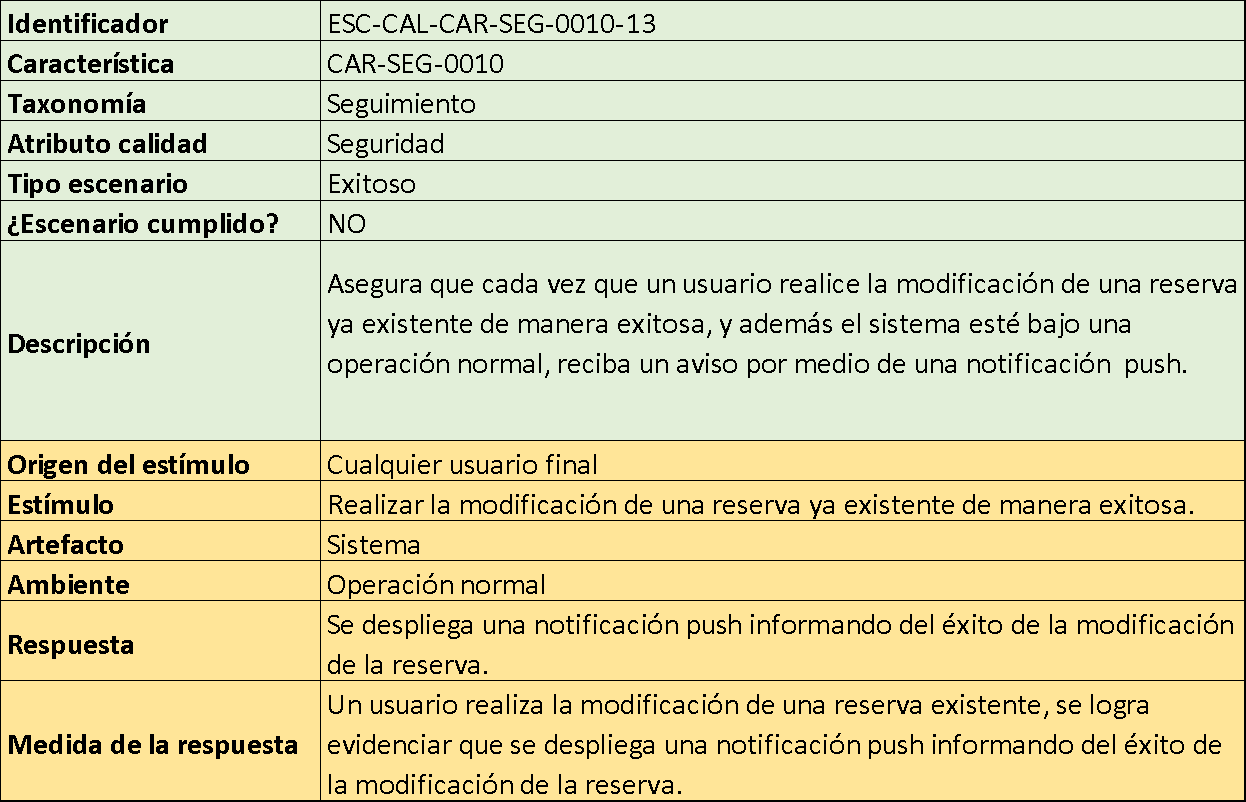 Identificador ESC-CAL-CAR-SEG-0010-13
Característica CAR-SEG-0010
Taxonomía Seguimiento
Atributo calidad Seguridad
Tipo escenario Exitoso
¿Escenario cumplido? NO
Descripción
Asegura que cada vez que un usuario realice la modificación de una reserva
ya existente de manera exitosa, y además el sistema esté bajo una
operación normal, reciba un aviso por medio de una notificación  push.
Origen del estímulo Cualquier usuario final
Estímulo Realizar la modificación de una reserva ya existente de manera exitosa.
Artefacto Sistema
Ambiente Operación normal
Respuesta
Se despliega una notificación push informando del éxito de la modificación
de la reserva.
Medida de la respuesta
Un usuario realiza la modificación de una reserva existente, se logra
evidenciar que se despliega una notificación push informando del éxito de
la modificación de la reserva.